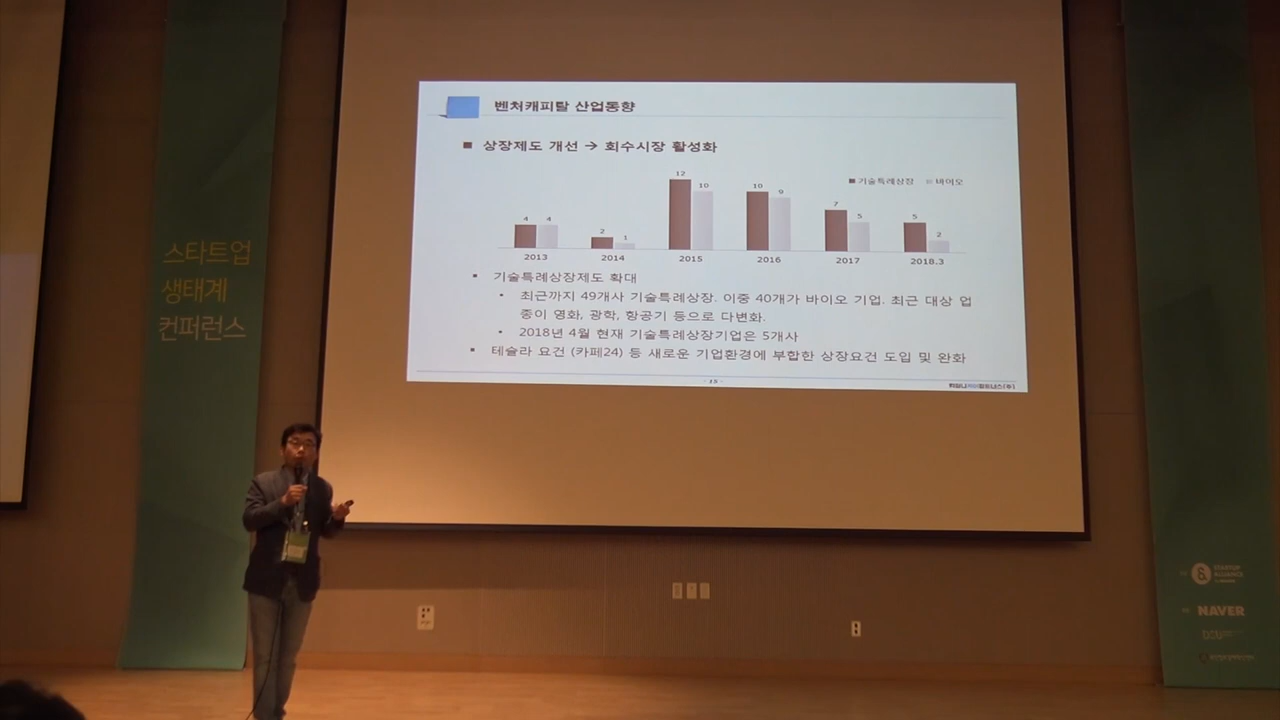 벤처캐피탈 산업동향
■ 상장제도 개선 → 회수시장 활성화
■ 기술특례상장 ■ 바이오
4 4 2 1 12 10 10 9 7 5 5 2
2013 2014 2015 2016 2017 2018.3
▪ 기술특례상장제도 확대
• 최근까지 49개사 기술특례상장. 이중 40개가 바이오 기업. 최근 대상 업
종이 영화, 광학, 항공기 등으로 다변화.
• 2018년 4월 현재 기술특례상장기업은 5개사
▪ 테슬라 요건 (카페24) 등 새로운 기업환경에 부합한 상장요건 도입 및 완화
- 15 -
스타트업
생태계
컨퍼런스
STARTUP
ALLIANCE
NAVER